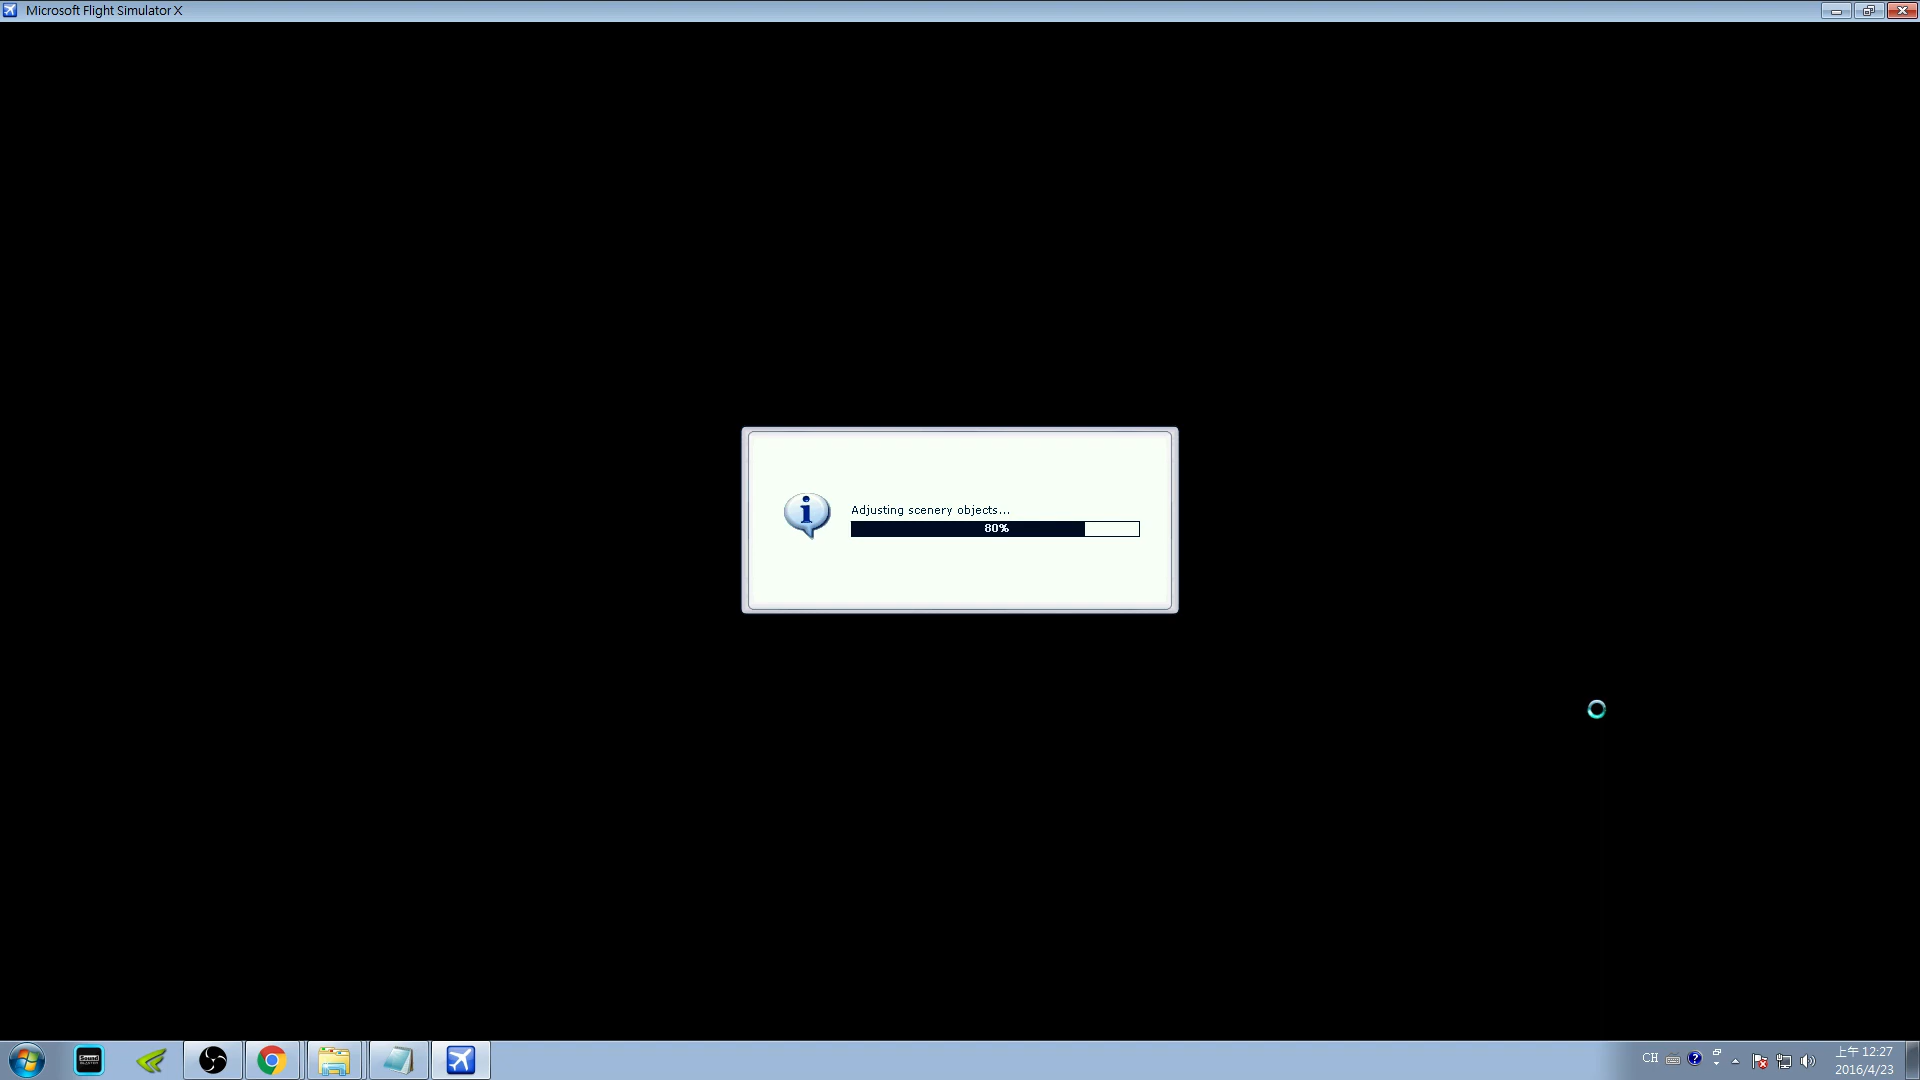 Microsoft Flight Simulator X
Adjusting scenery objects...
80%
CH
上午 12:27
2016/4/23